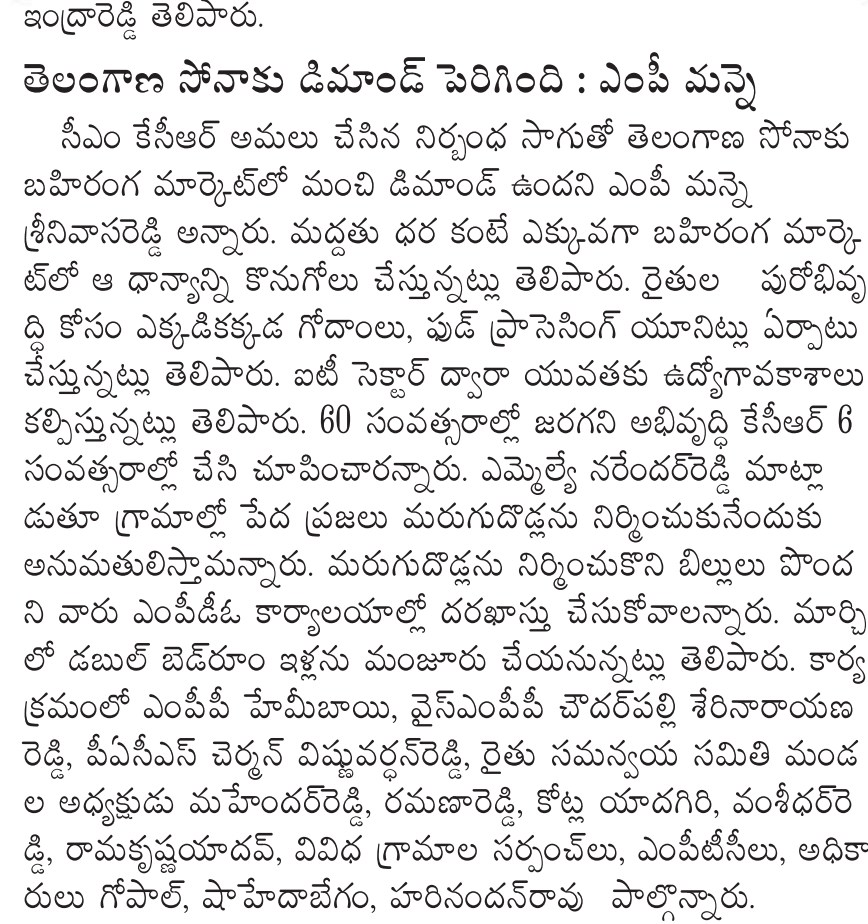 ఇంద్రారెడ్డి తెలిపారు.
తెలంగాణ సోనాకు డిమాండ్ పెరిగింది : ఎంపీ మన్నె
సీఎం కేసీఆర్ అమలు చేసిన నిర్బంధ సాగుతో తెలంగాణ సోనాకు
బహిరంగ మార్కెట్‌లో మంచి డిమాండ్ ఉందని ఎంపీ మన్నె
శ్రీనివాసరెడ్డి అన్నారు. మద్దతు ధర కంటే ఎక్కువగా బహిరంగ మార్కె
ట్‌లో ఆ ధాన్యాన్ని కొనుగోలు చేస్తున్నట్లు తెలిపారు. రైతుల పురోభివృ
ద్ధి కోసం ఎక్కడికక్కడ గోదాంలు, ఫుడ్ ప్రాసెసింగ్ యూనిట్లు ఏర్పాటు
చేస్తున్నట్లు తెలిపారు. ఐటీ సెక్టార్ ద్వారా యువతకు ఉద్యోగావకాశాలు
కల్పిస్తున్నట్లు తెలిపారు. 60 సంవత్సరాల్లో జరగని అభివృద్ధి కేసీఆర్ 6
సంవత్సరాల్లో చేసి చూపించారన్నారు. ఎమ్మెల్యే నరేందర్‌రెడ్డి మాట్లా
డుతూ గ్రామాల్లో పేద ప్రజలు మరుగుదొడ్లను నిర్మించుకునేందుకు
అనుమతులిస్తామన్నారు. మరుగుదొడ్లను నిర్మించుకొని బిల్లులు పొంద
ని వారు ఎంపీడీఓ కార్యాలయాల్లో దరఖాస్తు చేసుకోవాలన్నారు. మార్చి
లో డబుల్ బెడ్‌రూం ఇళ్లను మంజూరు చేయనున్నట్లు తెలిపారు. కార్య
క్రమంలో ఎంపీపీ హేమీబాయి, వైస్ఎంపీపీ చౌదర్‌పల్లి శేరినారాయణ
రెడ్డి, పీఏసీఎస్ చెర్మన్ విష్ణువర్ధన్‌రెడ్డి, రైతు సమన్వయ సమితి మండ
ల అధ్యక్షుడు మహేందర్‌రెడ్డి, రమణారెడ్డి, కోట్ల యాదగిరి, వంశీధర్‌రె
డ్డి, రామకృష్ణయాదవ్, వివిధ గ్రామాల సర్పంచ్‌లు, ఎంపీటీసీలు, అధికా
రులు గోపాల్, షాహేదాబేగం, హరినందన్‌రావు పాల్గొన్నారు.